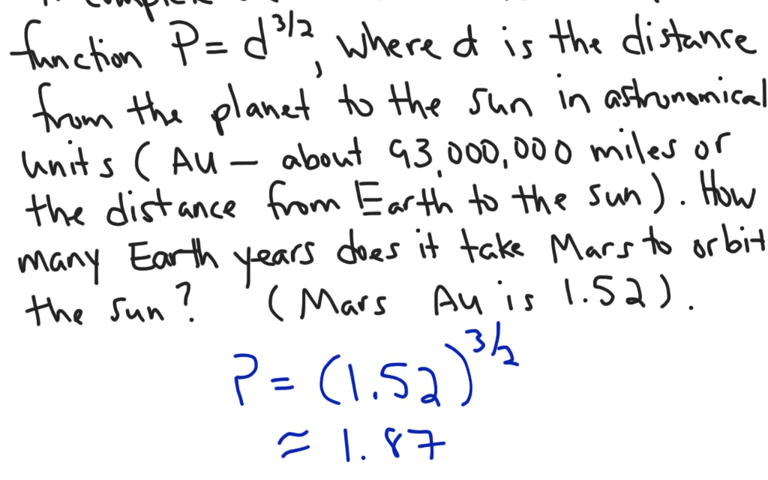 function P = d^3/2, where d is the distance
from the planet to the sun in astronomical
units (AU – about 93,000,000 miles or
the distance from Earth to the sun). How
many Earth years does it take Mars to orbit
the sun? (Mars Au is 1.52).
P = (1.52)^3/2
≈ 1.87